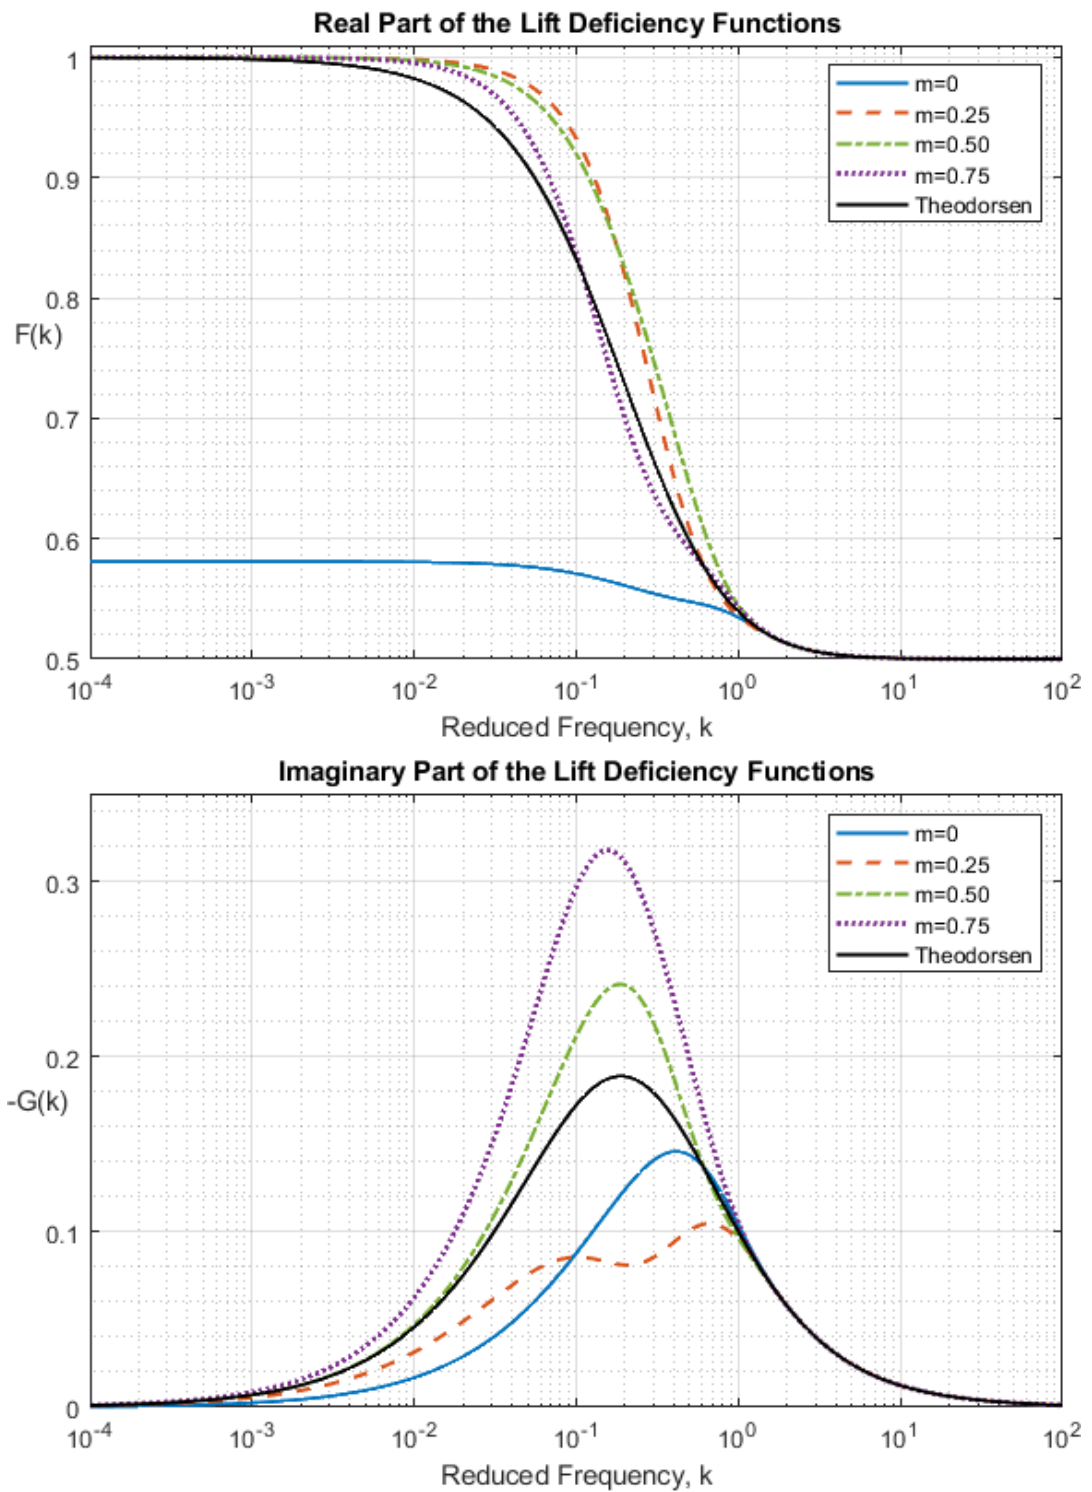 Real Part of the Lift Deficiency Functions
1
0.9
0.8
0.7
0.6
0.5
F(k)
m=0
m=0.25
m=0.50
m=0.75
Theodorsen
10^-4
10^-3
10^-2
10^-1
10^0
10^1
10^2
Reduced Frequency, k
Imaginary Part of the Lift Deficiency Functions
0.3
0.2
0.1
0
-G(k)
m=0
m=0.25
m=0.50
m=0.75
Theodorsen
10^-4
10^-3
10^-2
10^-1
10^0
10^1
10^2
Reduced Frequency, k